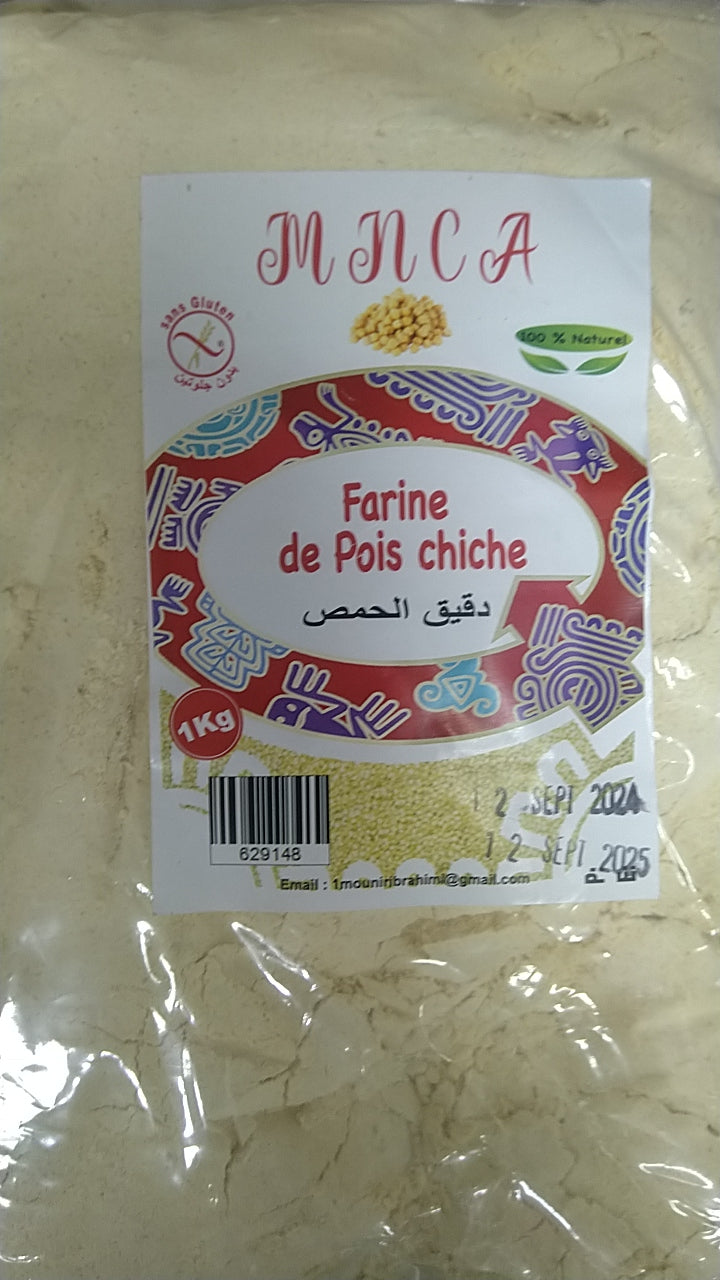 MNCA
sans Gluten
بدون جلوتين
100 % Naturel
Farine
de Pois chiche
دقيق الحمص
1Kg
629148
12 SEPT 2024
12 SEPT 2025
Email : 1mouniribrahimi@gmail.com